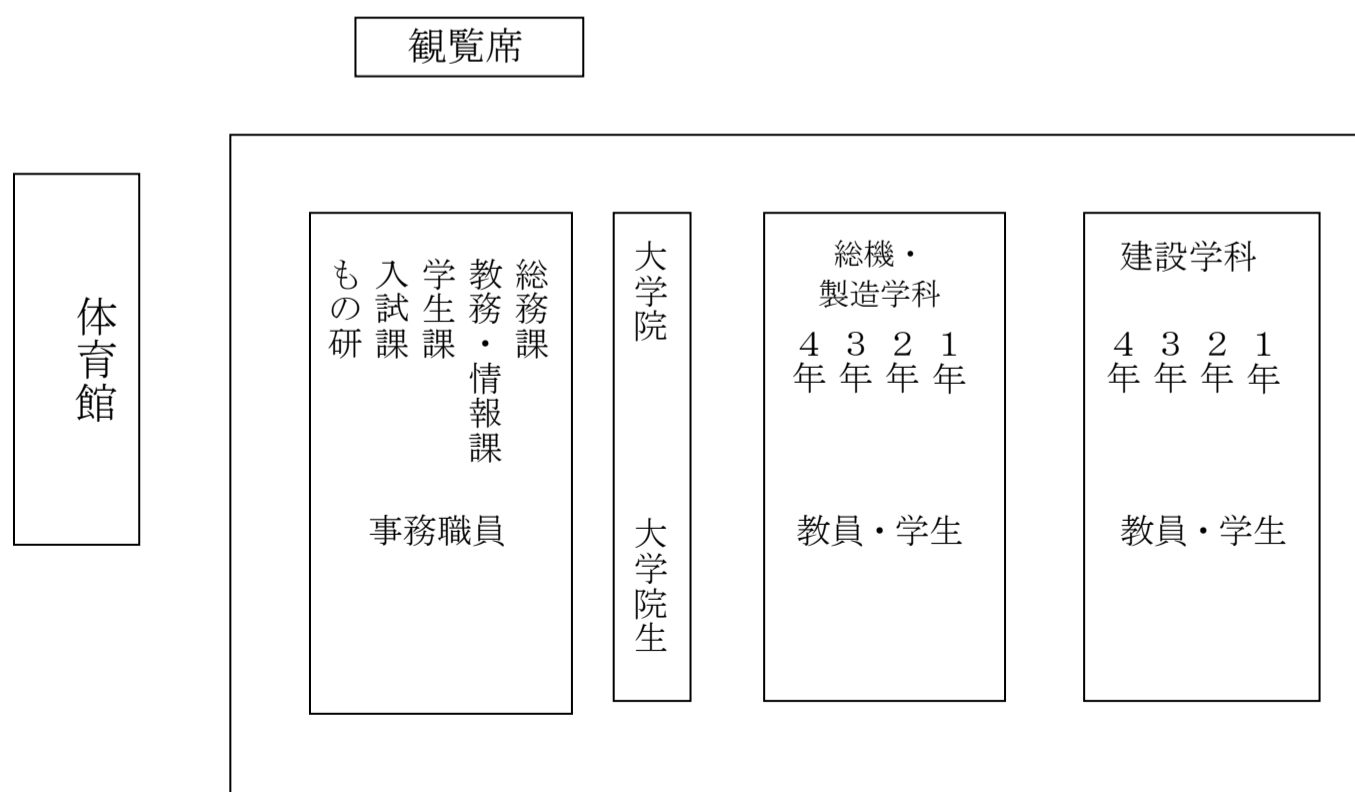 観覧席
体育館
総務課
教務・情報課
学生課
入試課
もの研
事務職員
大学院
大学院生
総機・
製造学科
4年
3年
2年
1年
教員・学生
建設学科
4年
3年
2年
1年
教員・学生